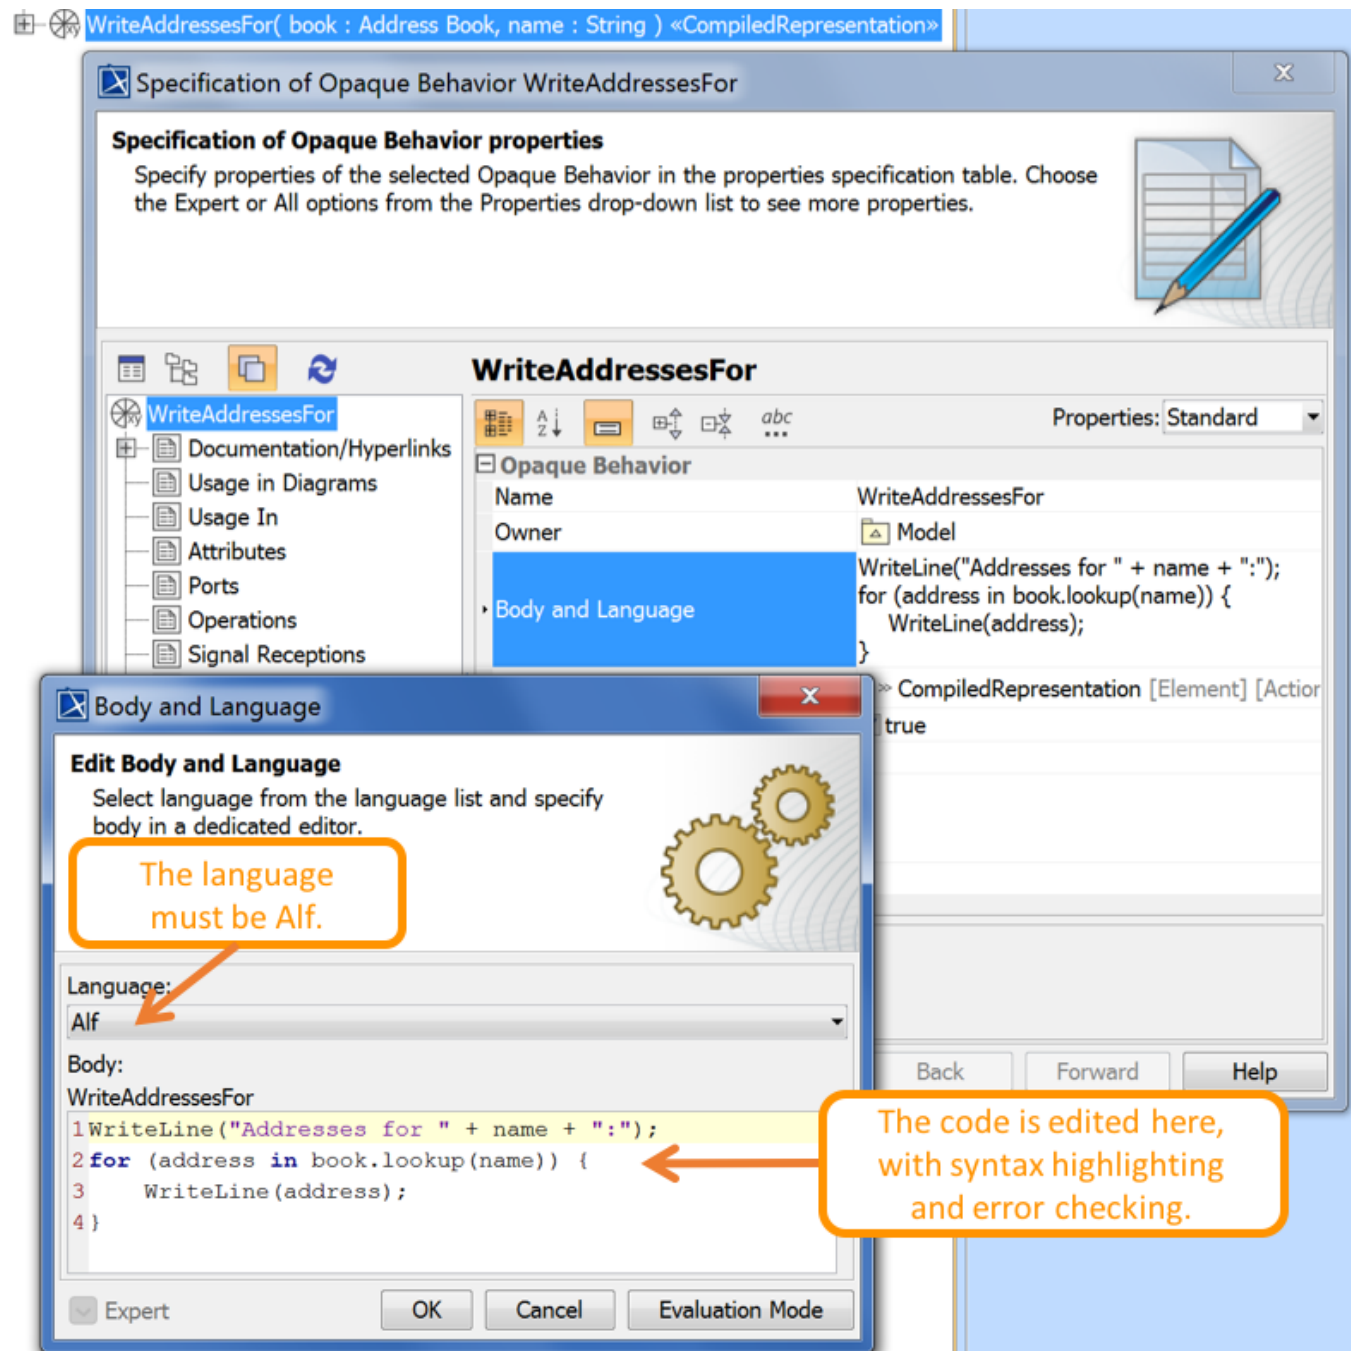 WriteAddressesFor( book : Address Book, name : String ) «CompiledRepresentation»
Specification of Opaque Behavior WriteAddressesFor
Specification of Opaque Behavior properties
Specify properties of the selected Opaque Behavior in the properties specification table. Choose
the Expert or All options from the Properties drop-down list to see more properties.
WriteAddressesFor
WriteAddressesFor
Documentation/Hyperlinks
Usage in Diagrams
Usage In
Attributes
Ports
Operations
Signal Receptions
Properties: Standard
Opaque Behavior
Name WriteAddressesFor
Owner Model
Body and Language
WriteLine("Addresses for " + name + ":");
for (address in book.lookup(name)) {
WriteLine(address);
}
» CompiledRepresentation [Element] [Action
true
Back Forward Help
Body and Language
Edit Body and Language
Select language from the language list and specify
body in a dedicated editor.
The language
must be Alf.
Language:
Alf
Body:
WriteAddressesFor
1 WriteLine("Addresses for " + name + ":");
2 for (address in book.lookup(name)) {
3 WriteLine(address);
4 }
The code is edited here,
with syntax highlighting
and error checking.
Expert OK Cancel Evaluation Mode